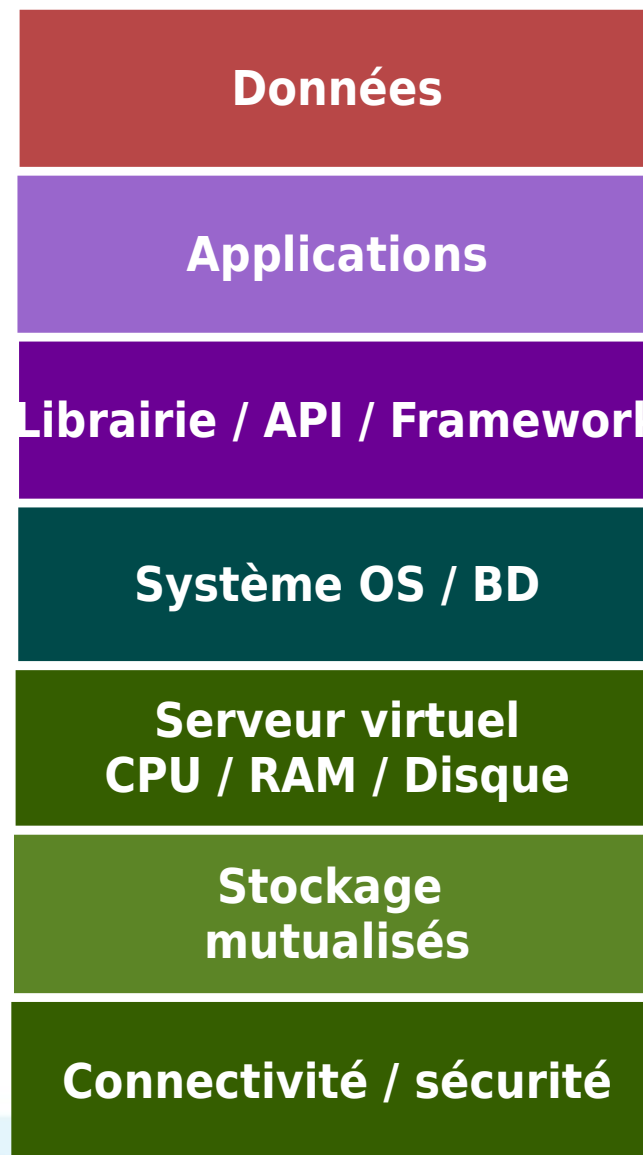 Données
Applications
Librairie / API / Framework
Système OS / BD
Serveur virtuel
CPU / RAM / Disque
Stockage
mutualisés
Connectivité / sécurité